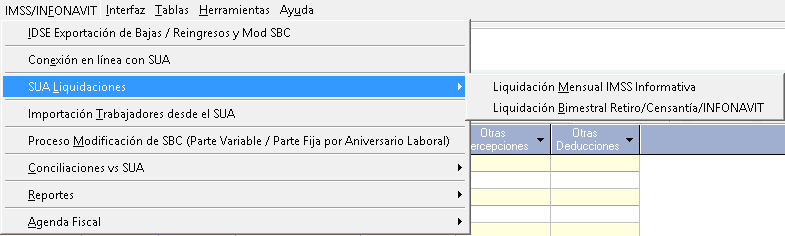 IMSS/INFONAVIT Interfaz Tablas Herramientas Ayuda
IDSE Exportación de Bajas / Reingresos y Mod SBC
Conexión en línea con SUA
SUA Liquidaciones
Liquidación Mensual IMSS Informativa
Liquidación Bimestral Retiro/Censantía/INFONAVIT
Importación Trabajadores desde el SUA
Proceso Modificación de SBC (Parte Variable / Parte Fija por Aniversario Laboral)
Otras
ercepciones
Otras
Deducciones
Conciliaciones vs SUA
Reportes
Agenda Fiscal